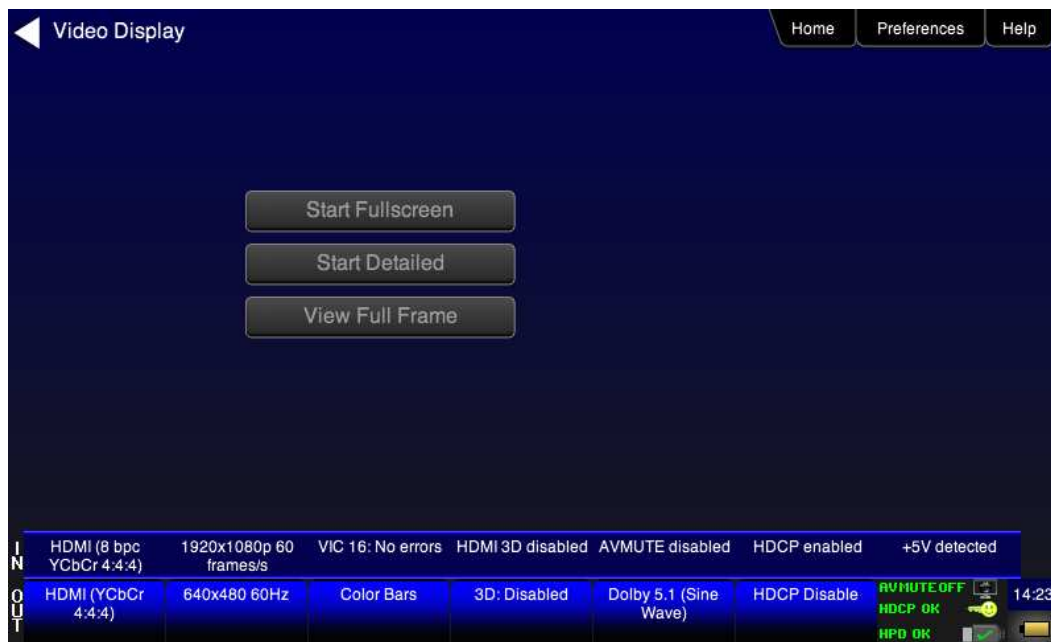 Video Display
Home
Preferences
Help
Start Fullscreen
Start Detailed
View Full Frame
IN
HDMI (8 bpc
YCbCr 4:4:4)
1920x1080p 60
frames/s
VIC 16: No errors
HDMI 3D disabled
AVMUTE disabled
HDCP enabled
+5V detected
OUT
HDMI (YCbCr
4:4:4)
640x480 60Hz
Color Bars
3D: Disabled
Dolby 5.1 (Sine
Wave)
HDCP Disable
AVMUTEOFF
HDCP OK
HPD OK
14:23